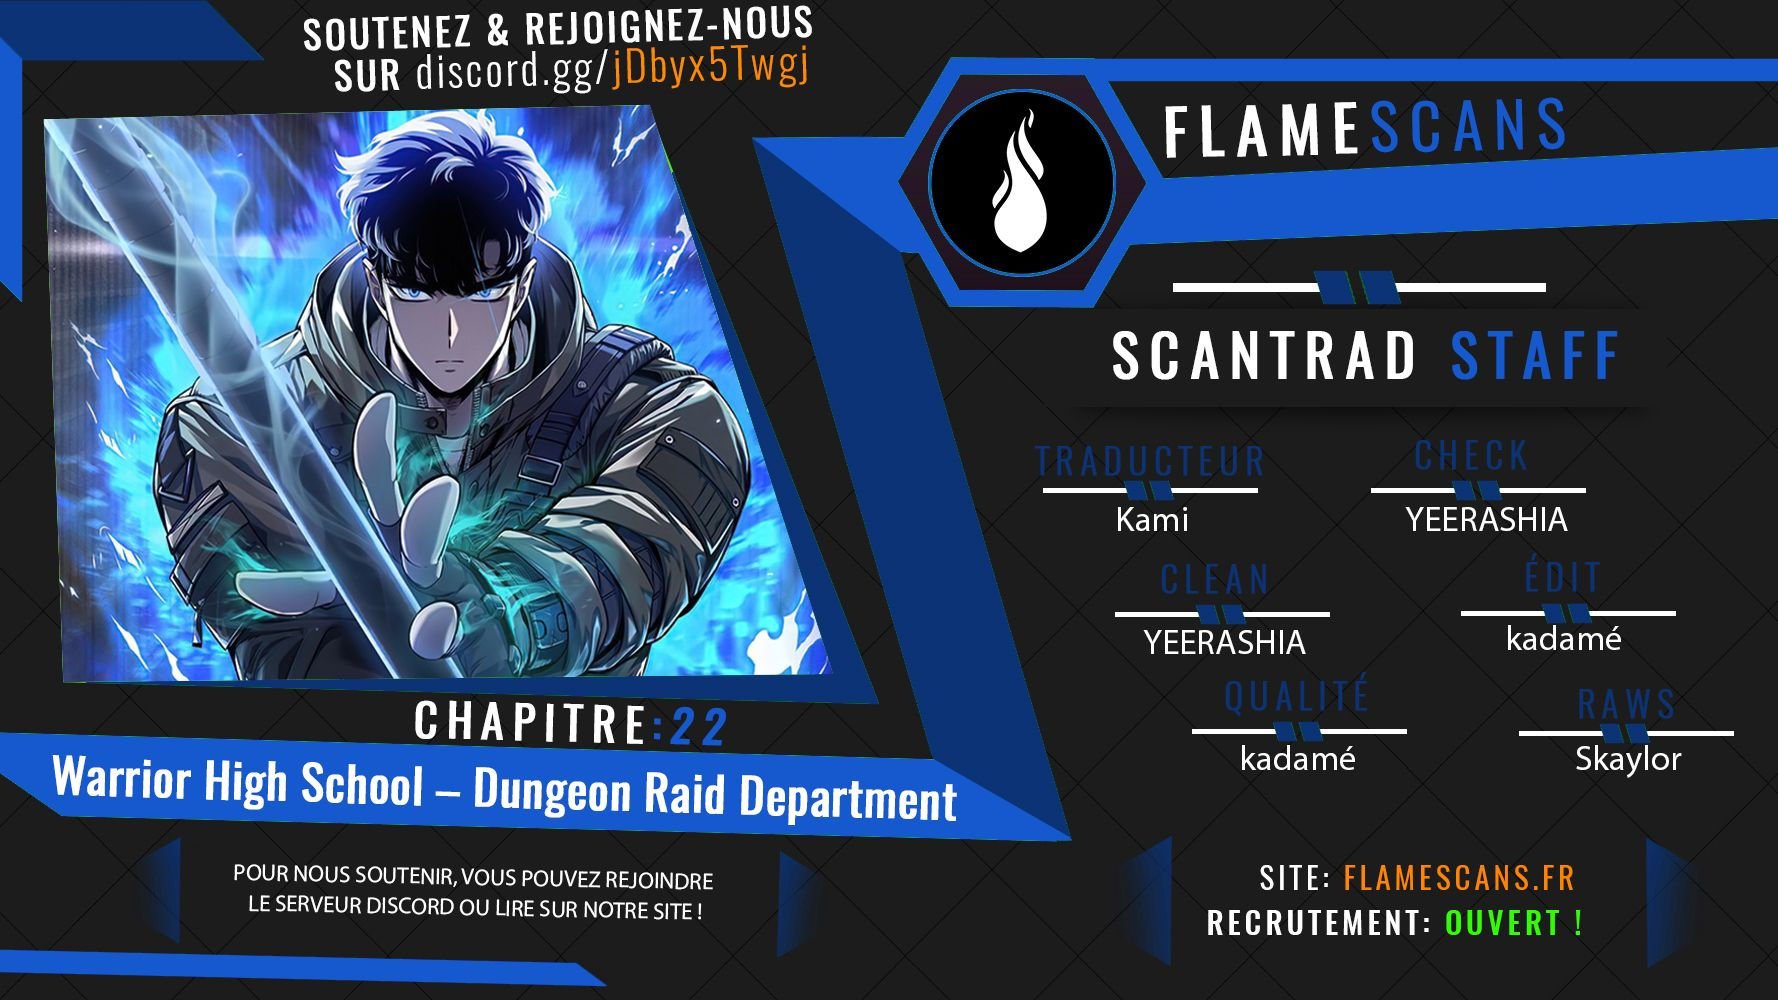 SOUTENEZ & REJOIGNEZ-NOUS
SUR discord.gg/jDbyx5Twgj
FLAMESCANS
SCANTRAD STAFF
TRADUCTEUR
Kami
CHECK
YEERASHIA
CLEAN
YEERASHIA
ÉDIT
kadamé
QUALITÉ
kadamé
RAWS
Skaylor
CHAPITRE:22
Warrior High School – Dungeon Raid Department
POUR NOUS SOUTENIR, VOUS POUVEZ REJOINDRE
LE SERVEUR DISCORD OU LIRE SUR NOTRE SITE !
SITE: FLAMESCANS.FR
RECRUTEMENT: OUVERT !